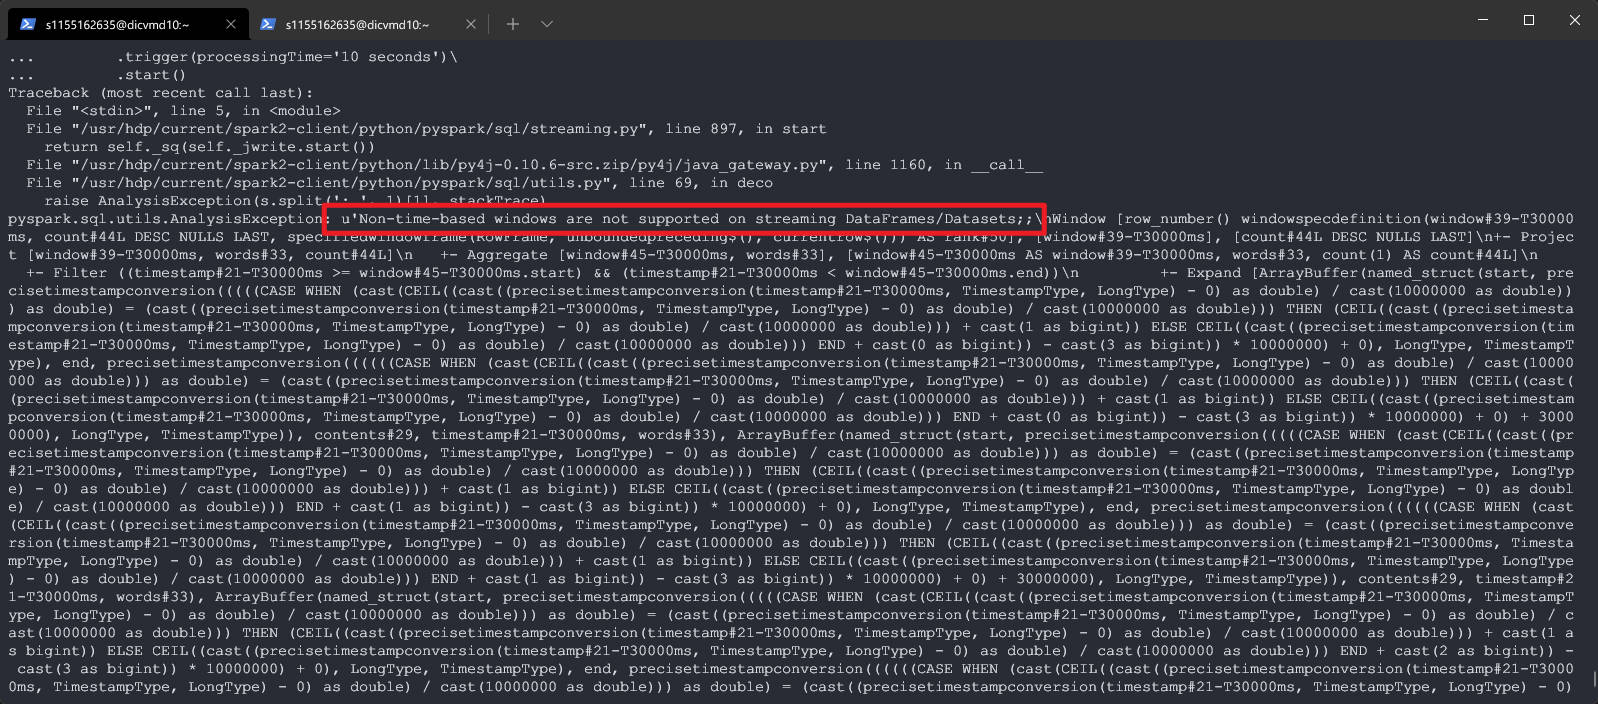 s1155162635@dicvmd10:~
s1155162635@dicvmd10:~
...         .trigger(processingTime='10 seconds')\
...         .start()
Traceback (most recent call last):
  File "<stdin>", line 5, in <module>
  File "/usr/hdp/current/spark2-client/python/pyspark/sql/streaming.py", line 897, in start
    return self._sq(self._jwrite.start())
  File "/usr/hdp/current/spark2-client/python/lib/py4j-0.10.6-src.zip/py4j/java_gateway.py", line 1160, in __call__
  File "/usr/hdp/current/spark2-client/python/pyspark/sql/utils.py", line 69, in deco
    raise AnalysisException(s.split(': ', 1)[1], stackTrace)
pyspark.sql.utils.AnalysisException: u'Non-time-based windows are not supported on streaming DataFrames/Datasets;;\nWindow [row_number() windowspecdefinition(window#39-T30000
ms, count#44L DESC NULLS LAST, specifiedwindowframe(RowFrame, unboundedpreceding$(), currentrow$())) AS rank#50], [window#39-T30000ms], [count#44L DESC NULLS LAST]\n+- Projec
t [window#39-T30000ms, words#33, count#44L]\n   +- Aggregate [window#45-T30000ms, words#33], [window#45-T30000ms AS window#39-T30000ms, words#33, count(1) AS count#44L]\n
  +- Filter ((timestamp#21-T30000ms >= window#45-T30000ms.start) && (timestamp#21-T30000ms < window#45-T30000ms.end))\n         +- Expand [ArrayBuffer(named_struct(start, pre
cisetimestampconversion(((((CASE WHEN (cast(CEIL((cast((precisetimestampconversion(timestamp#21-T30000ms, TimestampType, LongType) - 0) as double) / cast(10000000 as double))
) as double) = (cast((precisetimestampconversion(timestamp#21-T30000ms, TimestampType, LongType) - 0) as double) / cast(10000000 as double))) THEN (CEIL((cast((precisetimesta
mpconversion(timestamp#21-T30000ms, TimestampType, LongType) - 0) as double) / cast(10000000 as double))) + cast(1 as bigint)) ELSE CEIL((cast((precisetimestampconversion(tim
estamp#21-T30000ms, TimestampType, LongType) - 0) as double) / cast(10000000 as double))) END + cast(0 as bigint)) - cast(3 as bigint)) * 10000000) + 0), LongType, TimestampT
ype), end, precisetimestampconversion((((((CASE WHEN (cast(CEIL((cast((precisetimestampconversion(timestamp#21-T30000ms, TimestampType, LongType) - 0) as double) / cast(10000
000 as double))) as double) = (cast((precisetimestampconversion(timestamp#21-T30000ms, TimestampType, LongType) - 0) as double) / cast(10000000 as double))) THEN (CEIL((cast(
(precisetimestampconversion(timestamp#21-T30000ms, TimestampType, LongType) - 0) as double) / cast(10000000 as double))) + cast(1 as bigint)) ELSE CEIL((cast((precisetimestam
pconversion(timestamp#21-T30000ms, TimestampType, LongType) - 0) as double) / cast(10000000 as double))) END + cast(0 as bigint)) - cast(3 as bigint)) * 10000000) + 0) + 3000
0000), LongType, TimestampType)), contents#29, timestamp#21-T30000ms, words#33), ArrayBuffer(named_struct(start, precisetimestampconversion(((((CASE WHEN (cast(CEIL((cast((pr
ecisetimestampconversion(timestamp#21-T30000ms, TimestampType, LongType) - 0) as double) / cast(10000000 as double))) as double) = (cast((precisetimestampconversion(timestamp
#21-T30000ms, TimestampType, LongType) - 0) as double) / cast(10000000 as double))) THEN (CEIL((cast((precisetimestampconversion(timestamp#21-T30000ms, TimestampType, LongTyp
e) - 0) as double) / cast(10000000 as double))) + cast(1 as bigint)) ELSE CEIL((cast((precisetimestampconversion(timestamp#21-T30000ms, TimestampType, LongType) - 0) as doubl
e) / cast(10000000 as double))) END + cast(1 as bigint)) - cast(3 as bigint)) * 10000000) + 0), LongType, TimestampType), end, precisetimestampconversion((((((CASE WHEN (cast
(CEIL((cast((precisetimestampconversion(timestamp#21-T30000ms, TimestampType, LongType) - 0) as double) / cast(10000000 as double))) as double) = (cast((precisetimestampconve
rsion(timestamp#21-T30000ms, TimestampType, LongType) - 0) as double) / cast(10000000 as double))) THEN (CEIL((cast((precisetimestampconversion(timestamp#21-T30000ms, Timesta
mpType, LongType) - 0) as double) / cast(10000000 as double))) + cast(1 as bigint)) ELSE CEIL((cast((precisetimestampconversion(timestamp#21-T30000ms, TimestampType, LongType
) - 0) as double) / cast(10000000 as double))) END + cast(1 as bigint)) - cast(3 as bigint)) * 10000000) + 0) + 30000000), LongType, TimestampType)), contents#29, timestamp#2
1-T30000ms, words#33), ArrayBuffer(named_struct(start, precisetimestampconversion(((((CASE WHEN (cast(CEIL((cast((precisetimestampconversion(timestamp#21-T30000ms, TimestampT
ype, LongType) - 0) as double) / cast(10000000 as double))) as double) = (cast((precisetimestampconversion(timestamp#21-T30000ms, TimestampType, LongType) - 0) as double) / c
ast(10000000 as double))) THEN (CEIL((cast((precisetimestampconversion(timestamp#21-T30000ms, TimestampType, LongType) - 0) as double) / cast(10000000 as double))) + cast(1 a
s bigint)) ELSE CEIL((cast((precisetimestampconversion(timestamp#21-T30000ms, TimestampType, LongType) - 0) as double) / cast(10000000 as double))) END + cast(2 as bigint)) -
 cast(3 as bigint)) * 10000000) + 0), LongType, TimestampType), end, precisetimestampconversion((((((CASE WHEN (cast(CEIL((cast((precisetimestampconversion(timestamp#21-T3000
0ms, TimestampType, LongType) - 0) as double) / cast(10000000 as double))) as double) = (cast((precisetimestampconversion(timestamp#21-T30000ms, TimestampType, LongType) - 0)